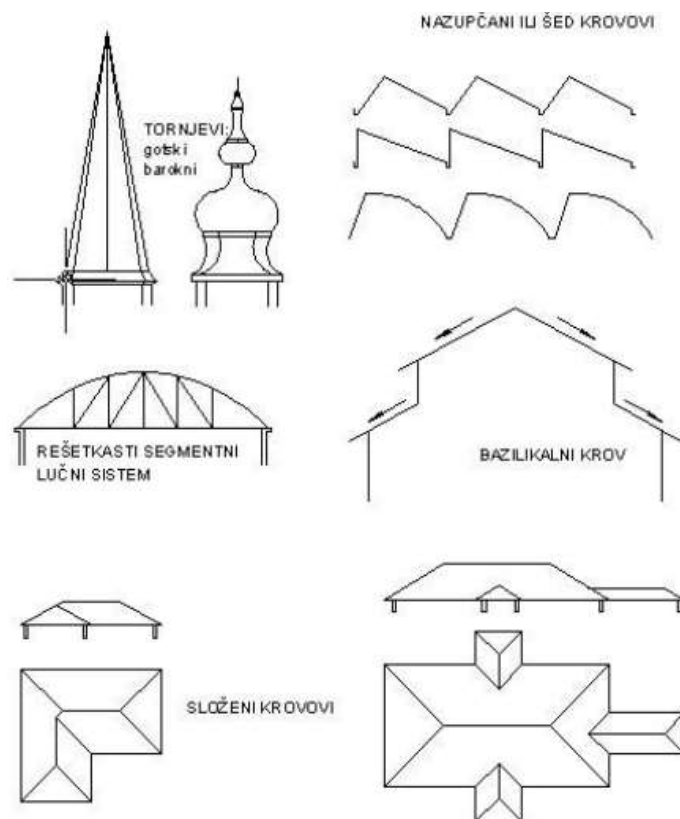 NAZUPČANI ILI ŠED KROVOVI
TORNJEVI:
gotski
barokni
REŠETKASTI SEGMENTNI
LUČNI SISTEM
BAZILIKALNI KROV
SLOŽENI KROVOVI